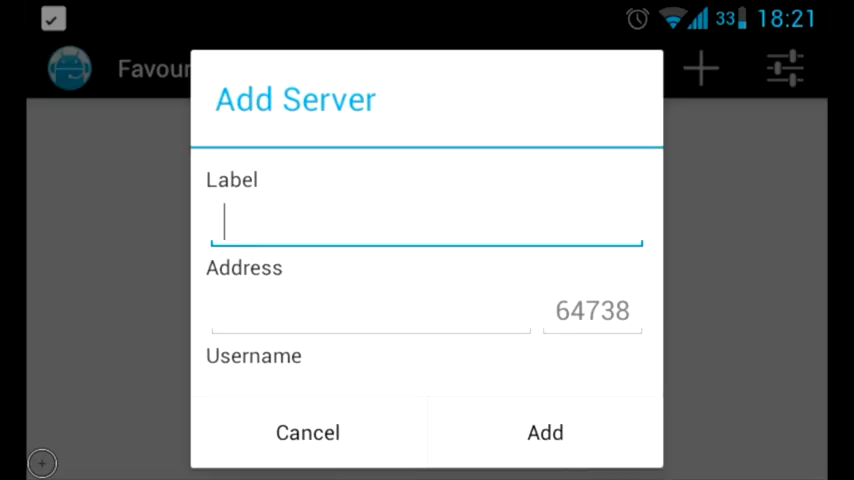 33 18:21
Favour
Add Server
Label
Address
64738
Username
Cancel Add